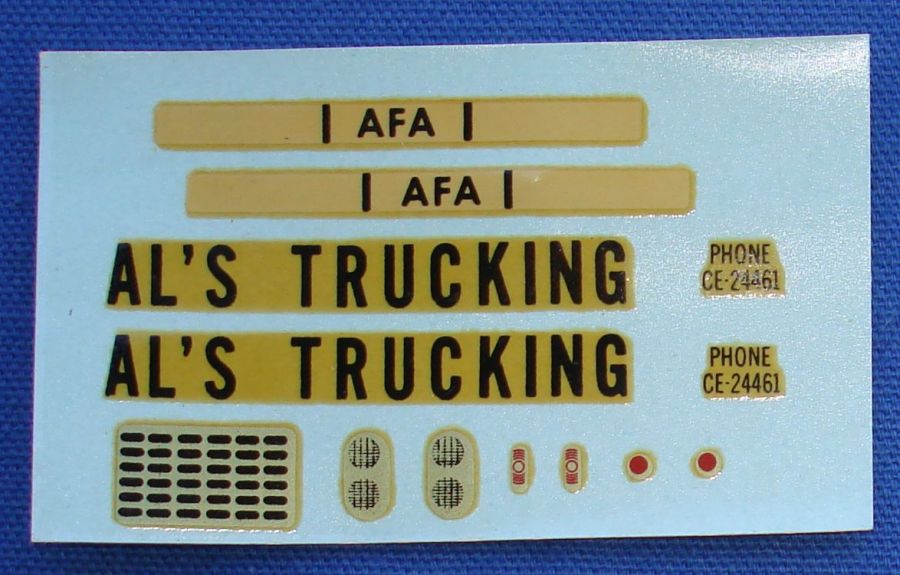 | AFA |
| AFA |
AL'S TRUCKING
PHONE
CE-24461
AL'S TRUCKING
PHONE
CE-24461